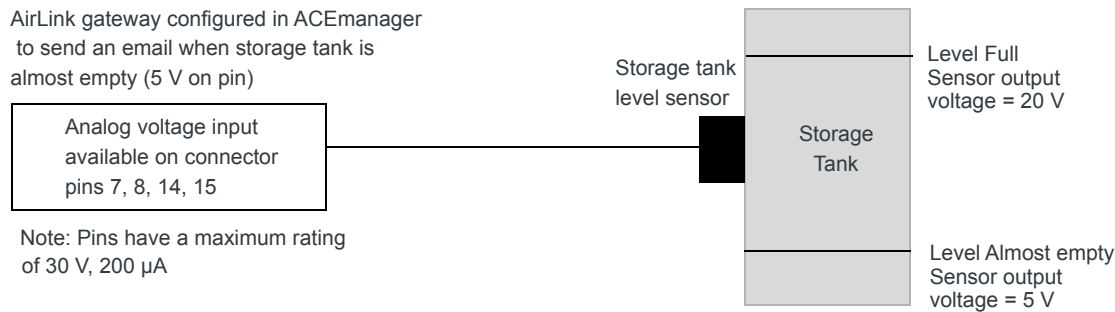 AirLink gateway configured in ACEmanager
to send an email when storage tank is
almost empty (5 V on pin)
Analog voltage input
available on connector
pins 7, 8, 14, 15
Note: Pins have a maximum rating
of 30 V, 200 µA
Storage tank
level sensor
Storage
Tank
Level Full
Sensor output
voltage = 20 V
Level Almost empty
Sensor output
voltage = 5 V